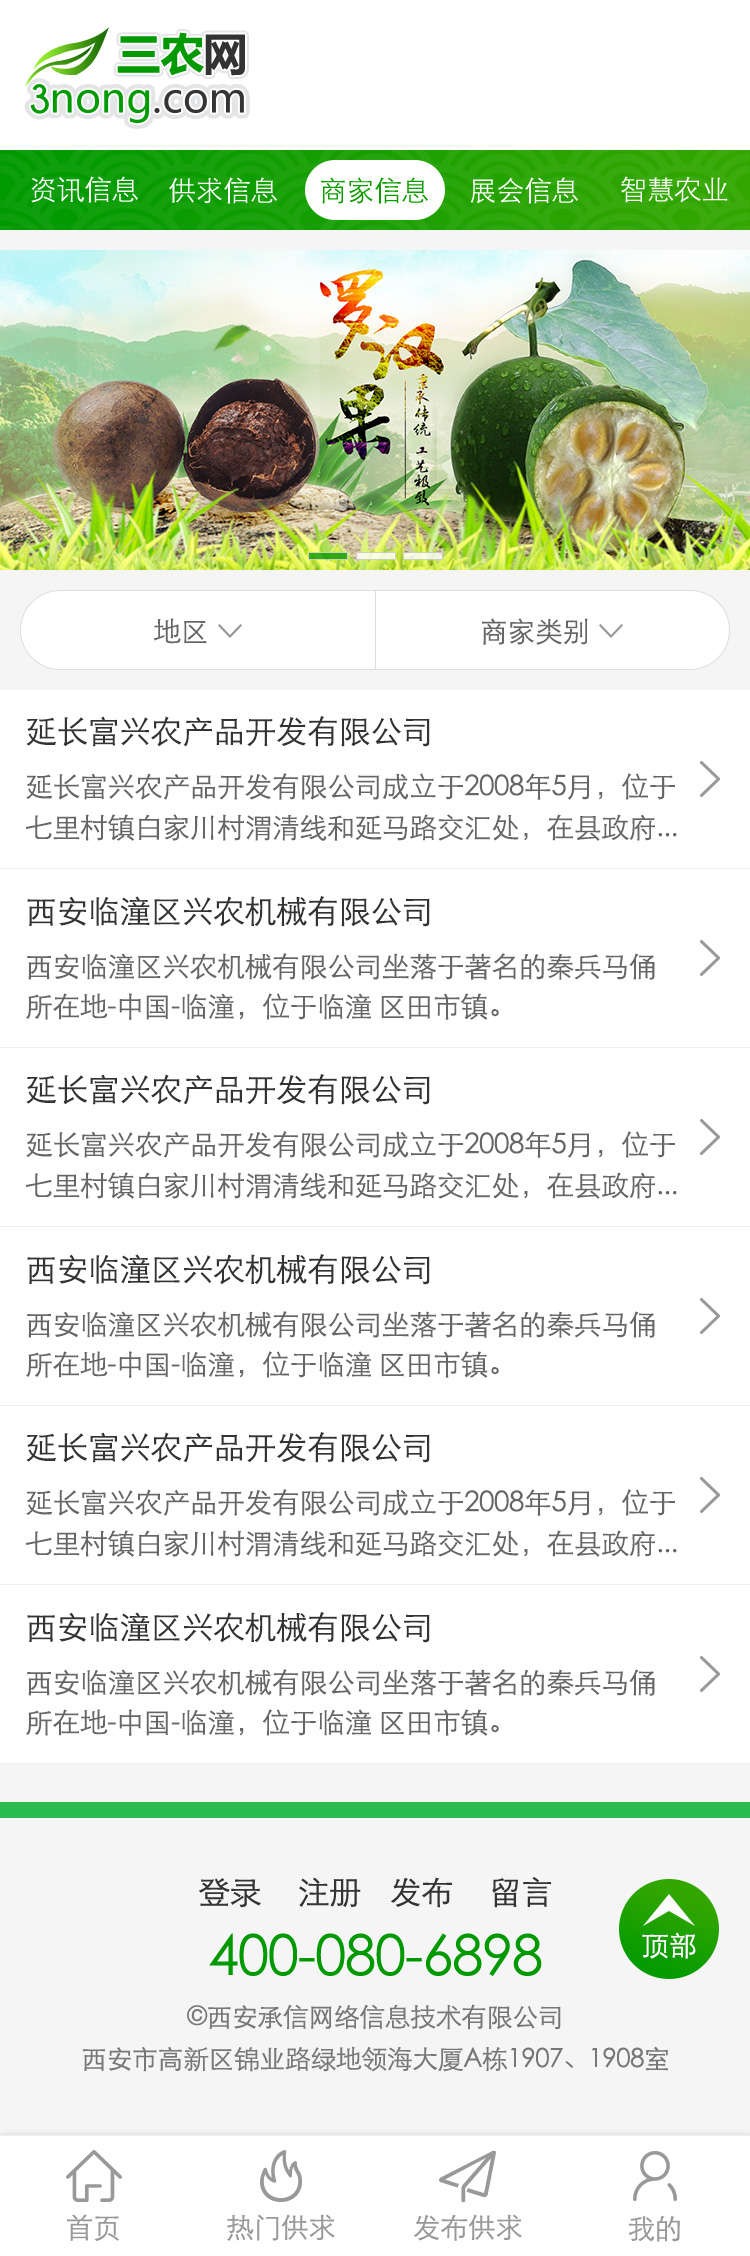 三农网
3nong.com
资讯信息 供求信息 商家信息 展会信息 智慧农业
罗汉果
秉承传统 工艺极致
地区 商家类别
延长富兴农产品开发有限公司
延长富兴农产品开发有限公司成立于2008年5月，位于
七里村镇白家川村渭清线和延马路交汇处，在县政府...
西安临潼区兴农机械有限公司
西安临潼区兴农机械有限公司坐落于著名的秦兵马俑
所在地-中国-临潼，位于临潼 区田市镇。
延长富兴农产品开发有限公司
延长富兴农产品开发有限公司成立于2008年5月，位于
七里村镇白家川村渭清线和延马路交汇处，在县政府...
西安临潼区兴农机械有限公司
西安临潼区兴农机械有限公司坐落于著名的秦兵马俑
所在地-中国-临潼，位于临潼 区田市镇。
延长富兴农产品开发有限公司
延长富兴农产品开发有限公司成立于2008年5月，位于
七里村镇白家川村渭清线和延马路交汇处，在县政府...
西安临潼区兴农机械有限公司
西安临潼区兴农机械有限公司坐落于著名的秦兵马俑
所在地-中国-临潼，位于临潼 区田市镇。
登录 注册 发布 留言
400-080-6898
顶部
©西安承信网络信息技术有限公司
西安市高新区锦业路绿地领海大厦A栋1907、1908室
首页 热门供求 发布供求 我的